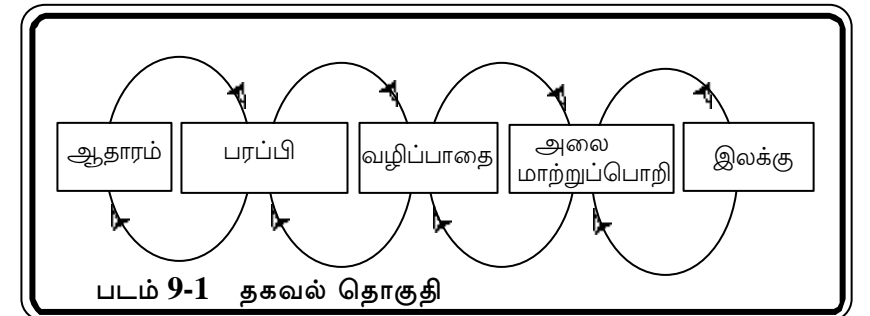 ஆதாரம்
பரப்பி
வழிப்பாதை
அலை
மாற்றுப்பொறி
இலக்கு
படம் 9-1 தகவல் தொகுதி